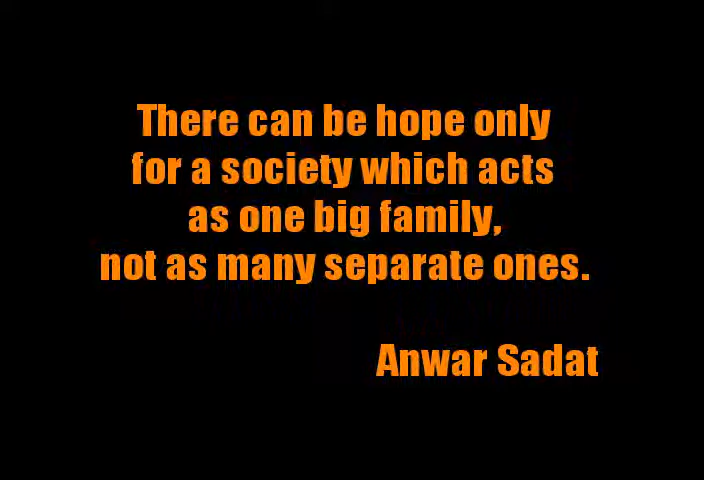 There can be hope only
for a society which acts
as one big family,
not as many separate ones.
Anwar Sadat